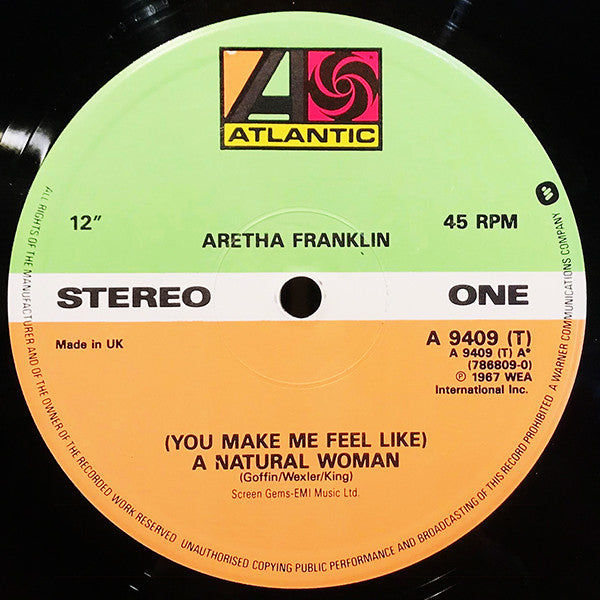 ATLANTIC
12"
45 RPM
ARETHA FRANKLIN
STEREO
ONE
Made in UK
A 9409 (T)
A 9409 (T) A°
(786809-0)
℗ 1967 WEA
International Inc.
(YOU MAKE ME FEEL LIKE)
A NATURAL WOMAN
(Goffin/Wexler/King)
Screen Gems-EMI Music Ltd.
ALL RIGHTS OF THE MANUFACTURER AND OF THE OWNER OF THE RECORDED WORK RESERVED UNAUTHORISED COPYING PUBLIC PERFORMANCE AND BROADCASTING OF THIS RECORD PROHIBITED A WARNER COMMUNICATIONS COMPANY